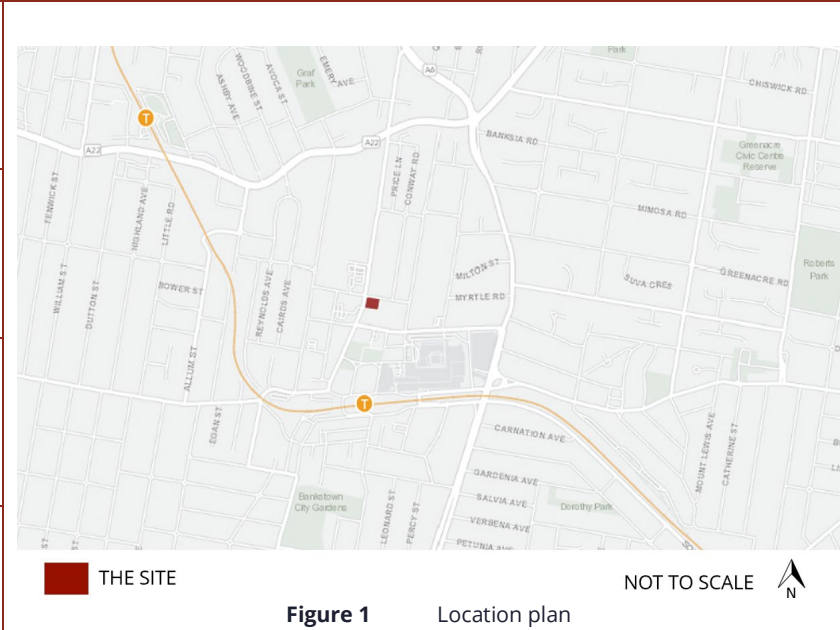 Park
A6
EMERY AVE
WOODBINE ST
AVOCA ST
ASHBY AVE
Graf
Park
CHISWICK RD
T
A22
A22
BANKSIA RD
Greenacre
Civic Centre
Reserve
PRICE LN
CONWAY RD
FENWICK ST
HIGHLAND AVE
LITTLE RD
MIMOSA RD
WILLIAM ST
DUTTON ST
BOWER ST
REYNOLDS AVE
CAIRDS AVE
MILTON ST
MYRTLE RD
SUVA CRES
GREENACRE RD
Roberts
Park
ALLUM ST
T
EGAN ST
CARNATION AVE
MOUNT LEWIS AVE
CATHERINE ST
GARDENIA AVE
SALVIA AVE
VERBENA AVE
PETUNIA AVE
Dorothy Park
Bankstown
City Gardens
LEONARD ST
PERCY ST
ST
ST
THE SITE
NOT TO SCALE
N
Figure 1 Location plan